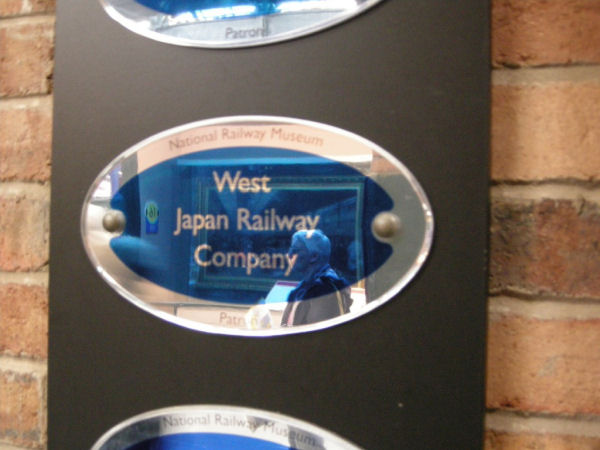 Patron
National Railway Museum
West
Japan Railway
Company
Patron
National Railway Museum